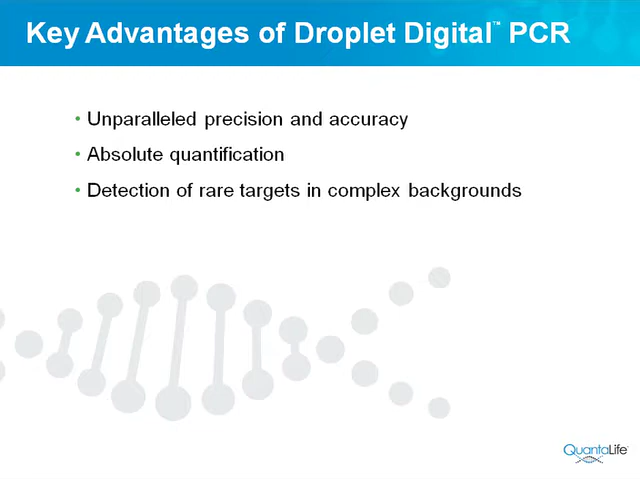 Key Advantages of Droplet Digital™ PCR
• Unparalleled precision and accuracy
• Absolute quantification
• Detection of rare targets in complex backgrounds
QuantaLife